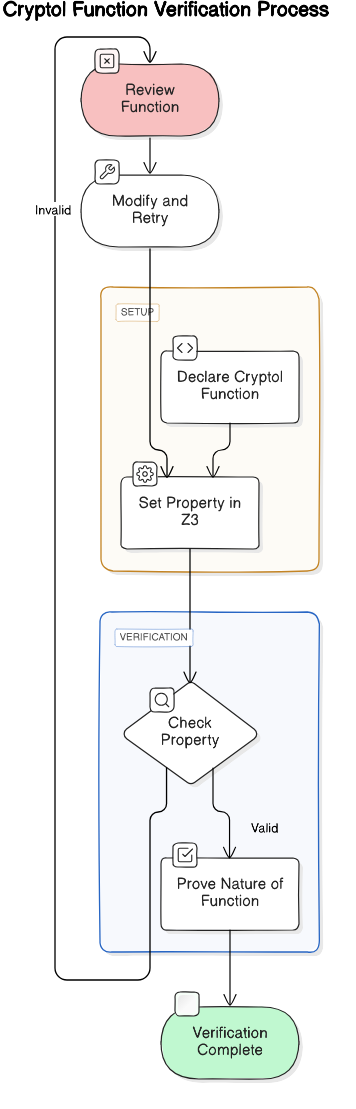 Cryptol Function Verification Process
Review
Function
Modify and
Retry
Invalid
SETUP
Declare Cryptol
Function
Set Property in
Z3
VERIFICATION
Check
Property
Valid
Prove Nature of
Function
Verification
Complete